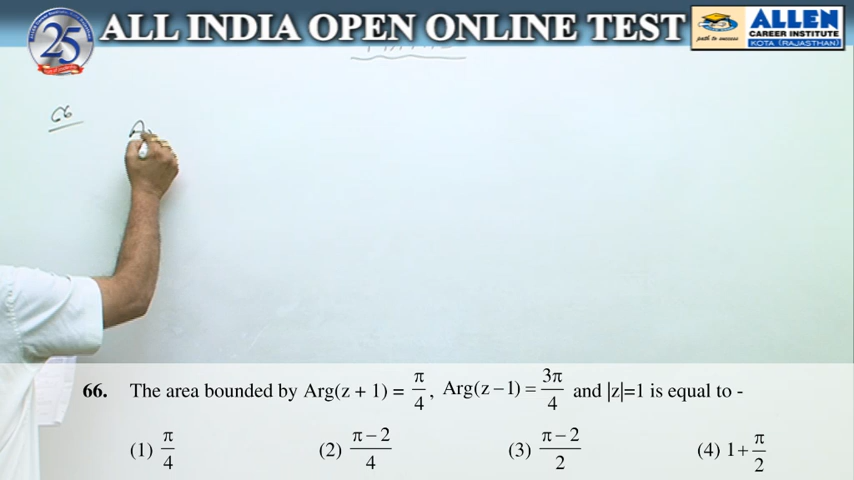 25
ALL INDIA OPEN ONLINE TEST
path to success
ALLEN
CAREER INSTITUTE
KOTA (RAJASTHAN)
66
66. The area bounded by Arg(z + 1) = π/4, Arg(z − 1) = 3π/4 and |z|=1 is equal to -
(1) π/4 (2) π − 2/4 (3) π − 2/2 (4) 1+π/2